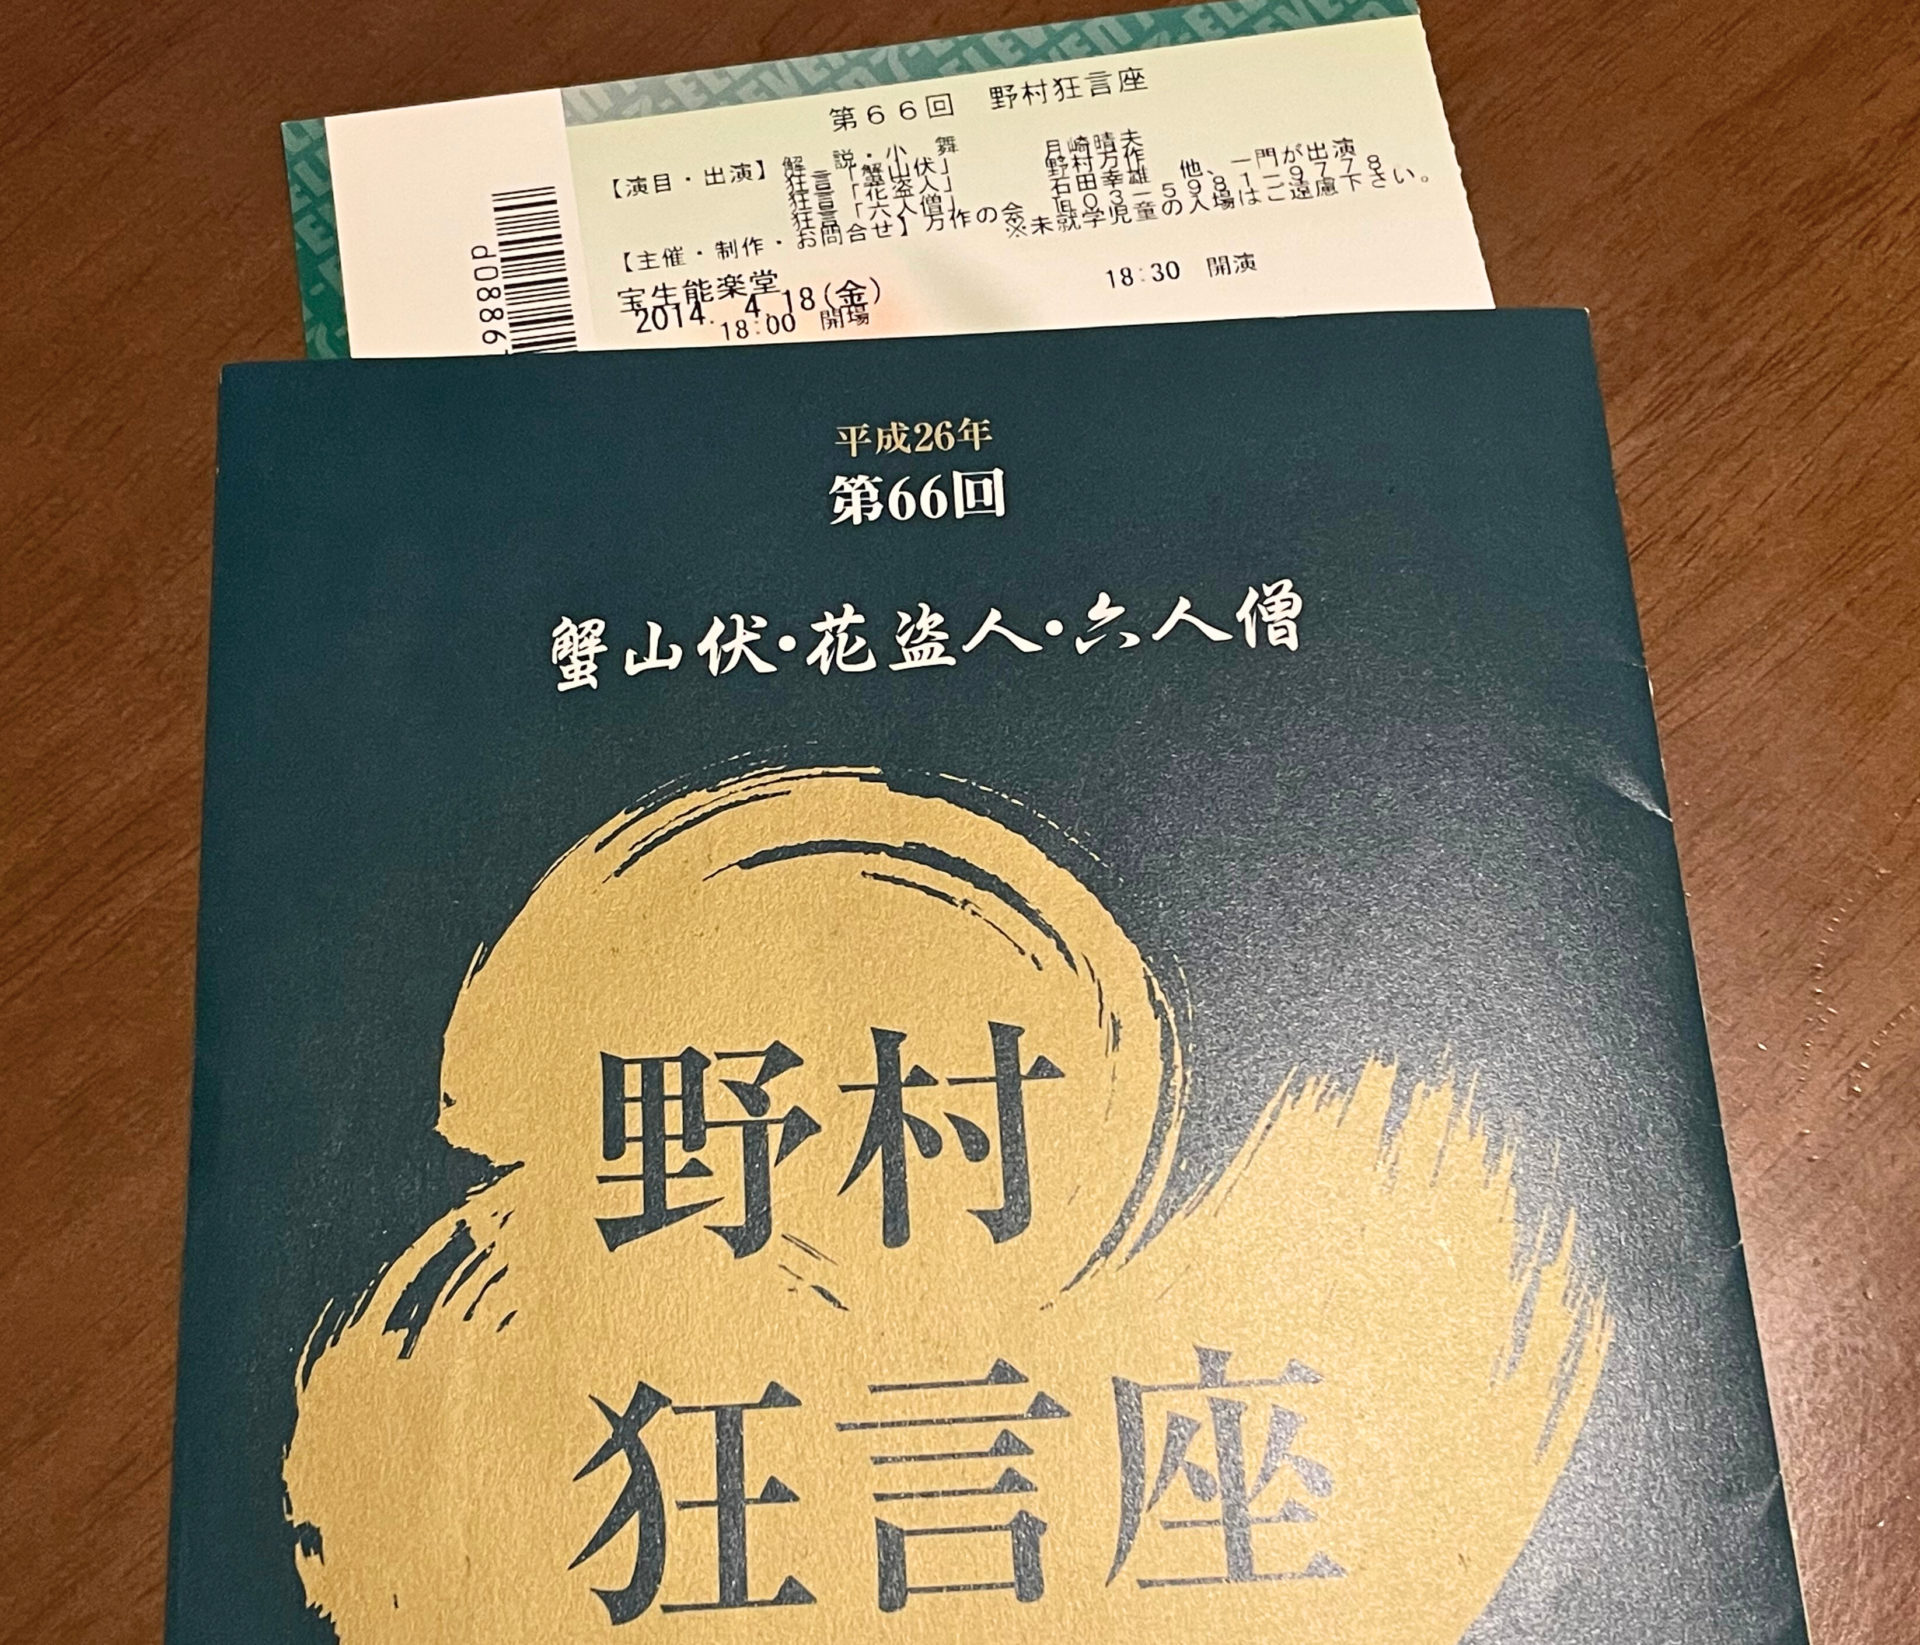 7-ELEVEN
第66回 野村狂言座
【演目・出演】 解 説・小 舞 月崎晴夫
狂言「蟹山伏」 野村万作
狂言「花盗人」 石田幸雄 他、一門が出演
狂言「六人僧」
【主催・制作・お問合せ】万作の会 TEL03-5981-9778
※未就学児童の入場はご遠慮下さい。
宝生能楽堂
2014. 4.18(金)
18:00 開場
18:30 開演
d0886
平成26年
第66回
蟹山伏・花盗人・六人僧
野村
狂言座